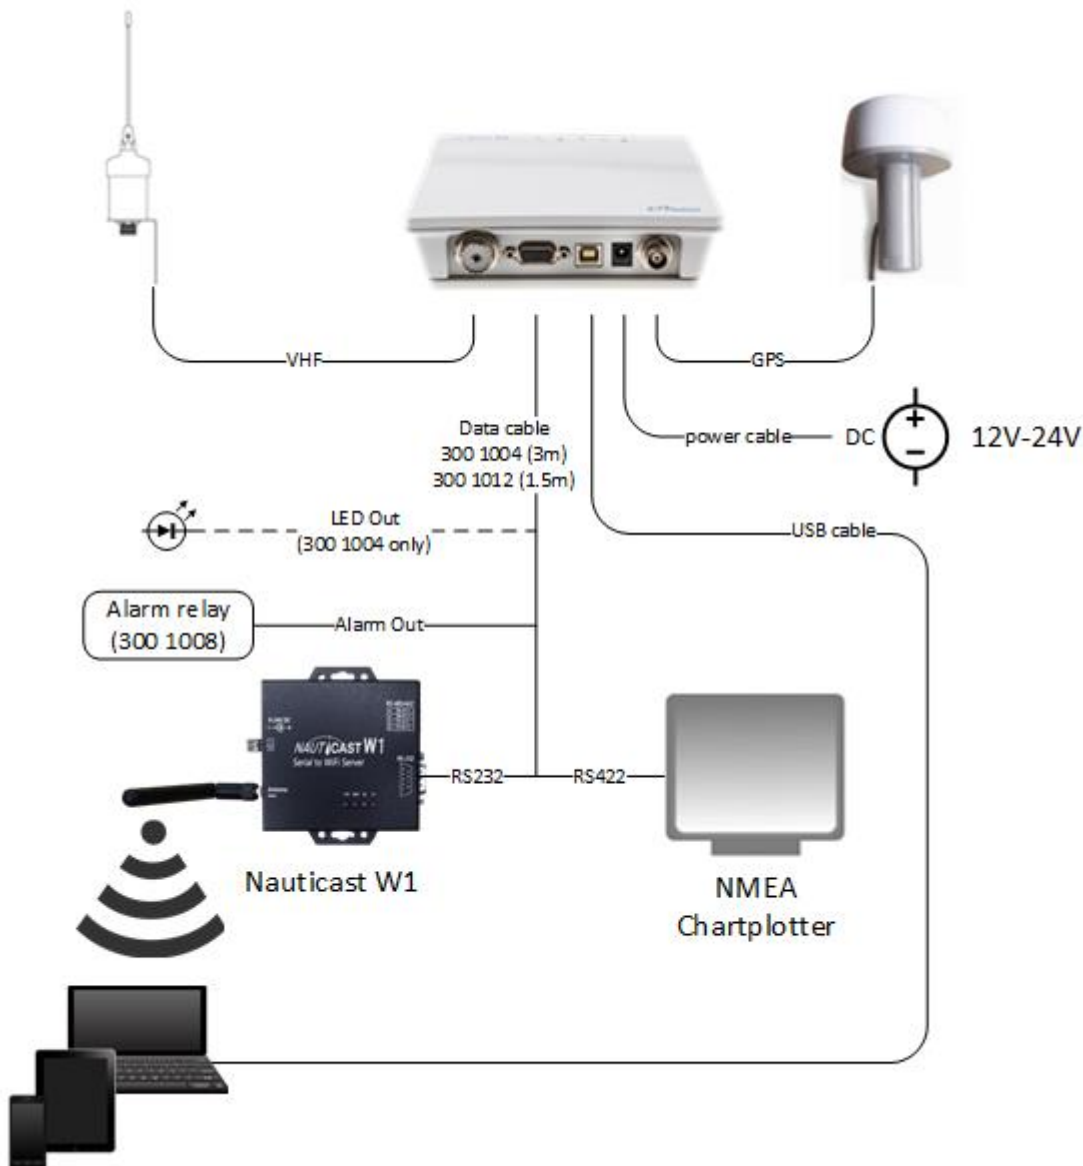 VHF
GPS
Data cable
300 1004 (3m)
300 1012 (1.5m)
power cable
DC
12V-24V
LED Out
(300 1004 only)
USB cable
Alarm relay
(300 1008)
Alarm Out
NAUTICAST W1
Serial to WiFi Server
RS232
RS422
Nauticast W1
NMEA
Chartplotter